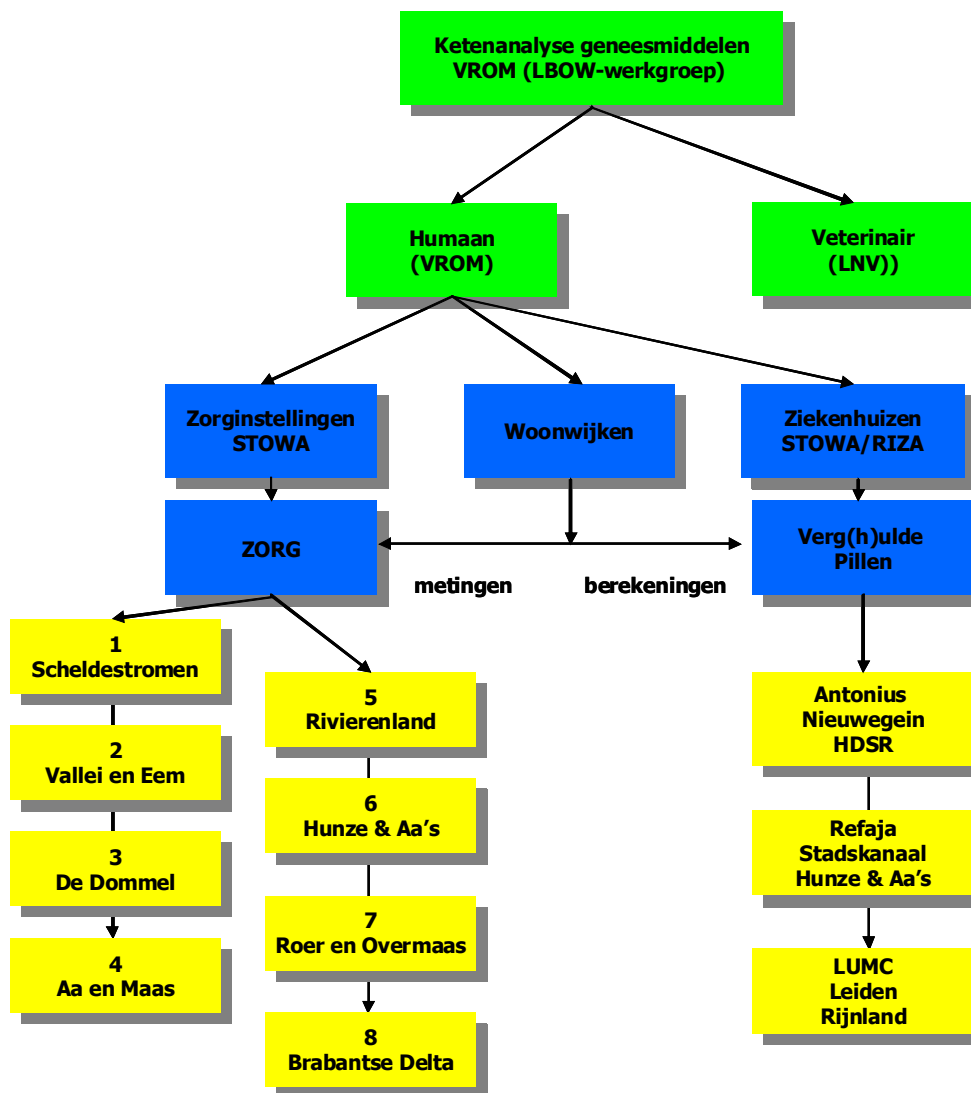 Ketenanalyse geneesmiddelen
VROM (LBOW-werkgroep)
Humaan
(VROM)
Veterinair
(LNV))
Zorginstellingen
STOWA
Woonwijken
Ziekenhuizen
STOWA/RIZA
ZORG
metingen
berekeningen
Verg(h)ulde
Pillen
1
Scheldestromen
2
Vallei en Eem
3
De Dommel
4
Aa en Maas
5
Rivierenland
6
Hunze & Aa’s
7
Roer en Overmaas
8
Brabantse Delta
Antonius
Nieuwegein
HDSR
Refaja
Stadskanaal
Hunze & Aa’s
LUMC
Leiden
Rijnland